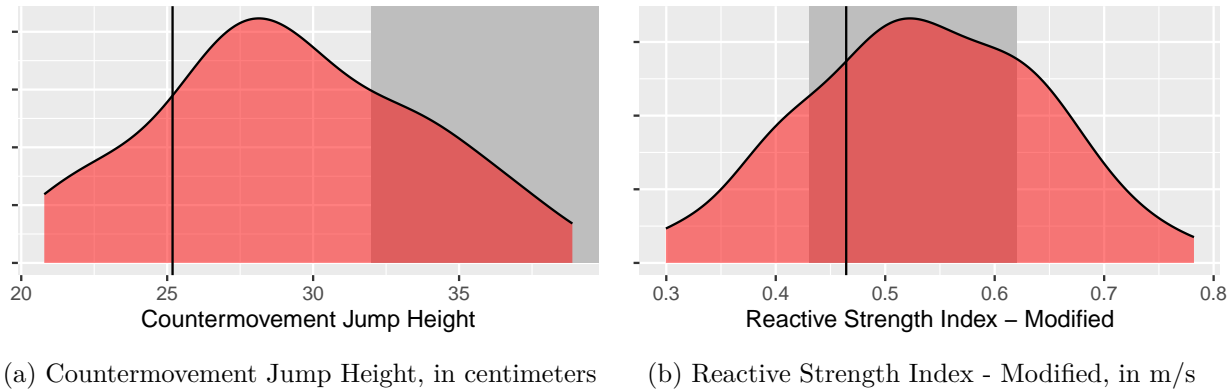 20 25 30 35
Countermovement Jump Height
(a) Countermovement Jump Height, in centimeters
0.3 0.4 0.5 0.6 0.7 0.8
Reactive Strength Index – Modified
(b) Reactive Strength Index - Modified, in m/s